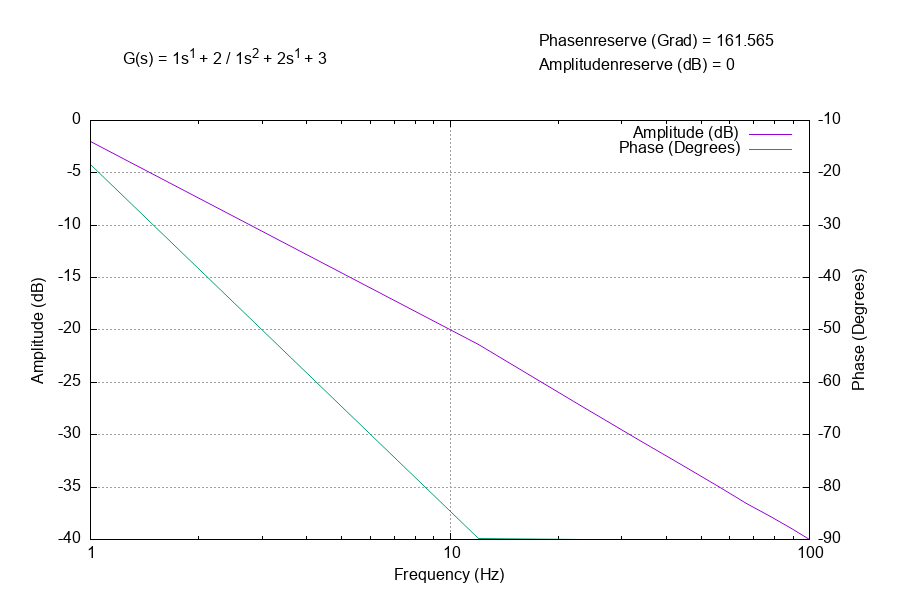 G(s) = 1s¹ + 2 / 1s² + 2s¹ + 3
Phasenreserve (Grad) = 161.565
Amplitudenreserve (dB) = 0
Amplitude (dB)
Phase (Degrees)
0
-5
-10
-15
-20
-25
-30
-35
-40
-10
-20
-30
-40
-50
-60
-70
-80
-90
1
10
100
Amplitude (dB)
Phase (Degrees)
Frequency (Hz)